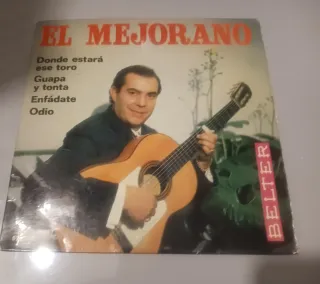 EL MEJORANO
Donde estará
ese toro
Guapa
y tonta
Enfádate
Odio
BELTER